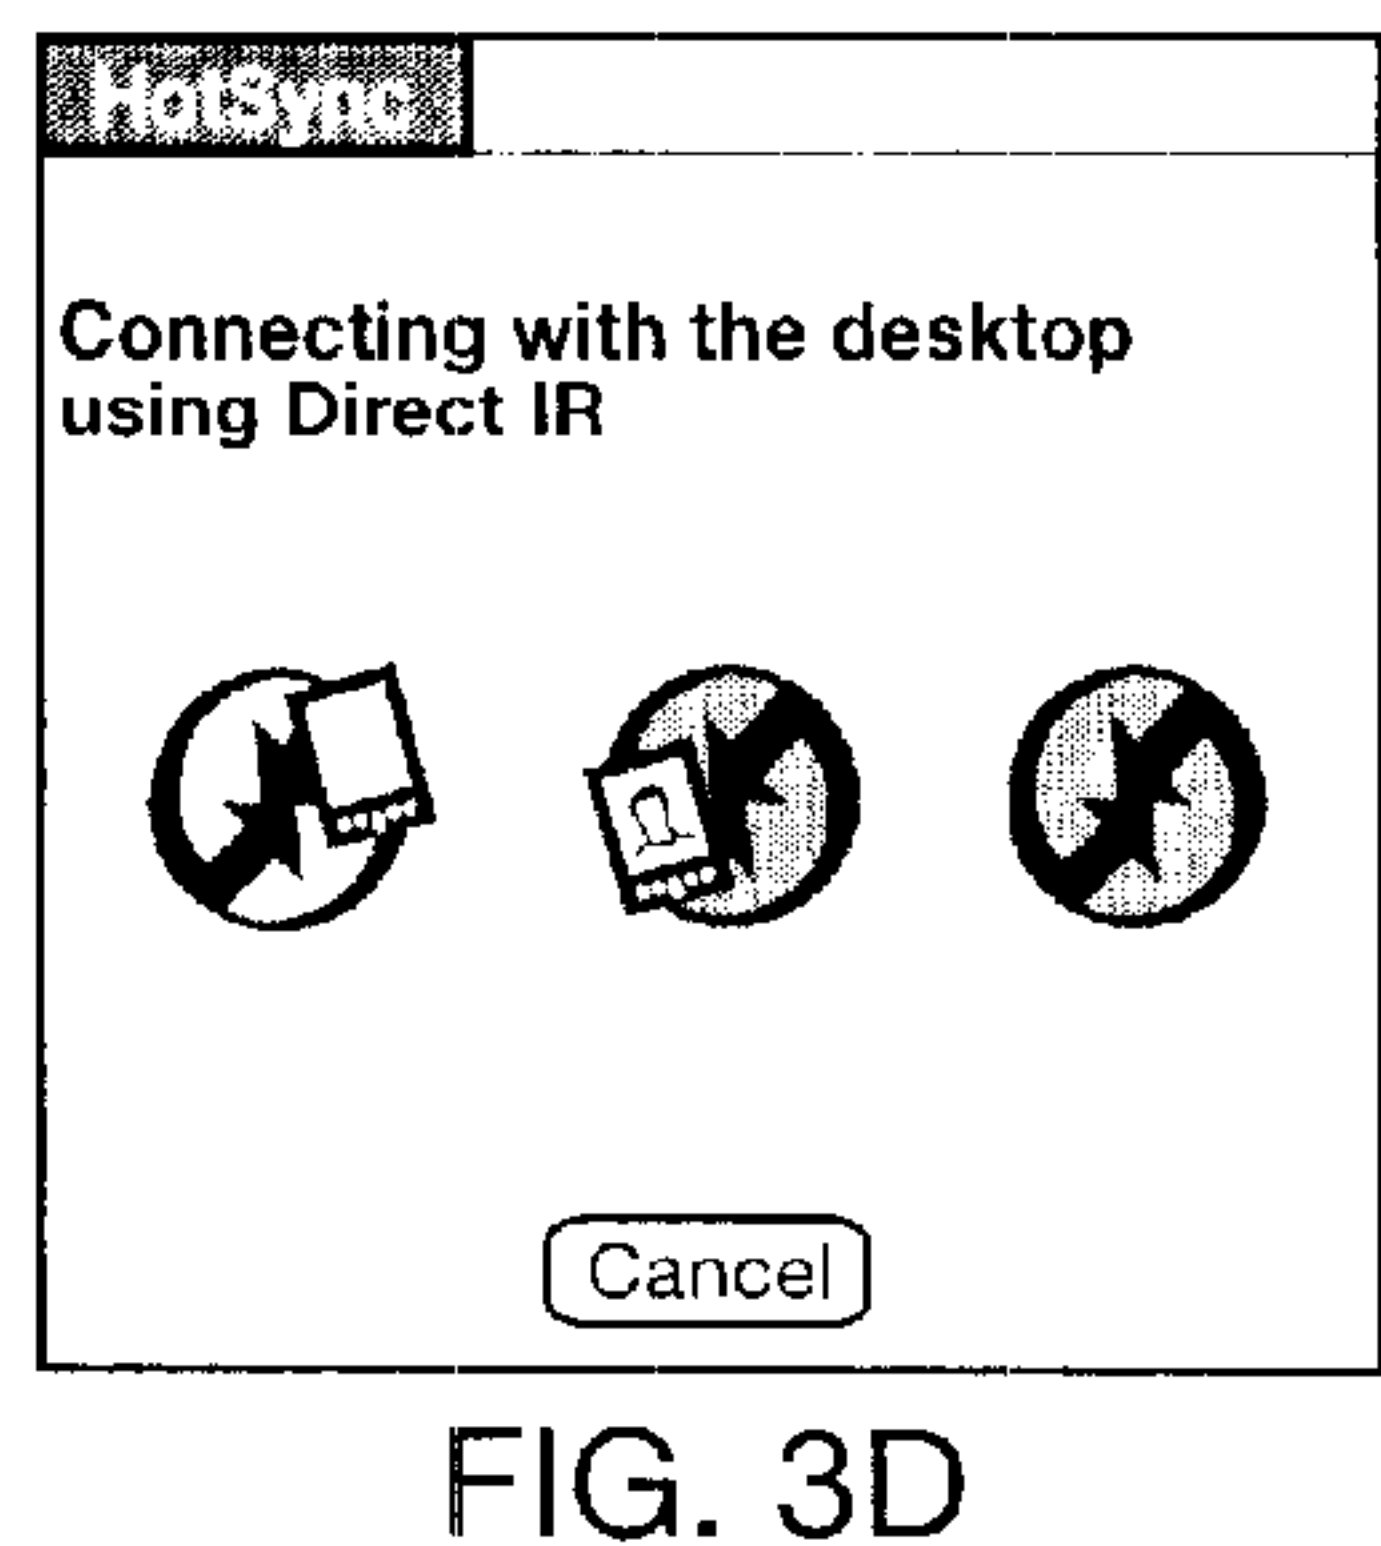 HotSync
Connecting with the desktop
using Direct IR
Cancel
FIG. 3D